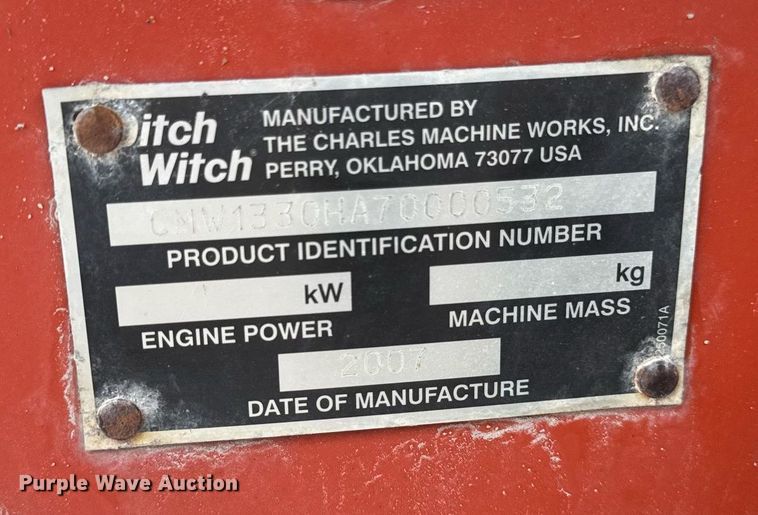 itch
Witch®
MANUFACTURED BY
THE CHARLES MACHINE WORKS, INC.
PERRY, OKLAHOMA 73077 USA
CMW1330HA70000532
PRODUCT IDENTIFICATION NUMBER
kW
ENGINE POWER
kg
MACHINE MASS
2007
DATE OF MANUFACTURE
Purple Wave Auction